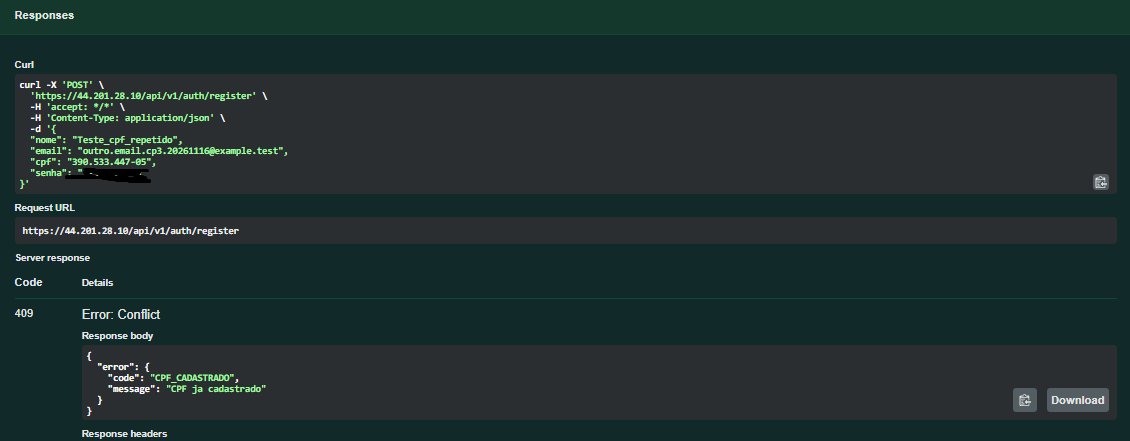 Responses
Curl
curl -X 'POST' \
'https://44.201.28.10/api/v1/auth/register' \
-H 'accept: */*' \
-H 'Content-Type: application/json' \
-d '{
"nome": "Teste_cpf_repetido",
"email": "outro.email.cp3.20261116@example.test",
"cpf": "390.533.447-05",
"senha": "
}'
Request URL
https://44.201.28.10/api/v1/auth/register
Server response
Code Details
409 Error: Conflict
Response body
{
"error": {
"code": "CPF_CADASTRADO",
"message": "CPF ja cadastrado"
}
}
Download
Response headers